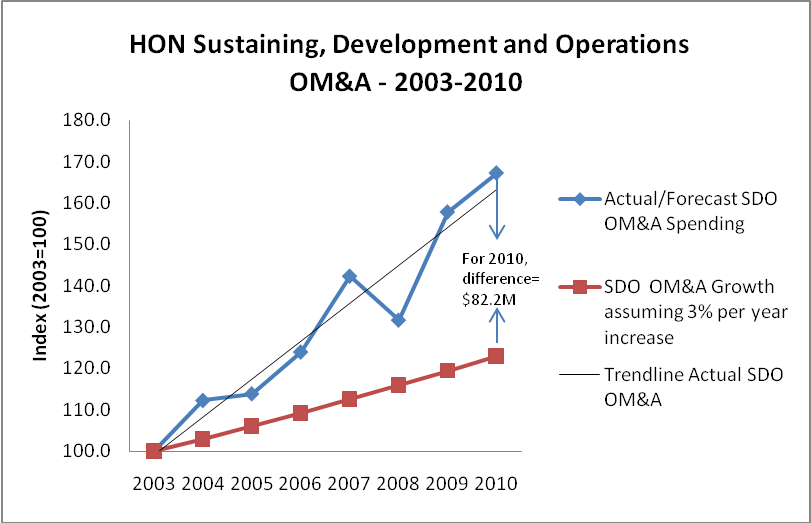 HON Sustaining, Development and Operations
OM&A - 2003-2010
180.0
170.0
160.0
150.0
140.0
130.0
120.0
110.0
100.0
Index (2003=100)
2003 2004 2005 2006 2007 2008 2009 2010
For 2010,
difference=
$82.2M
Actual/Forecast SDO
OM&A Spending
SDO OM&A Growth
assuming 3% per year
increase
Trendline Actual SDO
OM&A